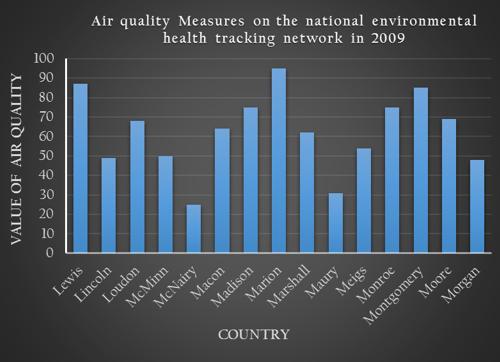 Air quality Measures on the national environmental
health tracking network in 2009
VALUE OF AIR QUALITY
100
90
80
70
60
50
40
30
20
10
0
Lewis
Lincoln
Loudon
McMinn
McNairy
Macon
Madison
Marion
Marshall
Maury
Meigs
Monroe
Montgomery
Moore
Morgan
COUNTRY